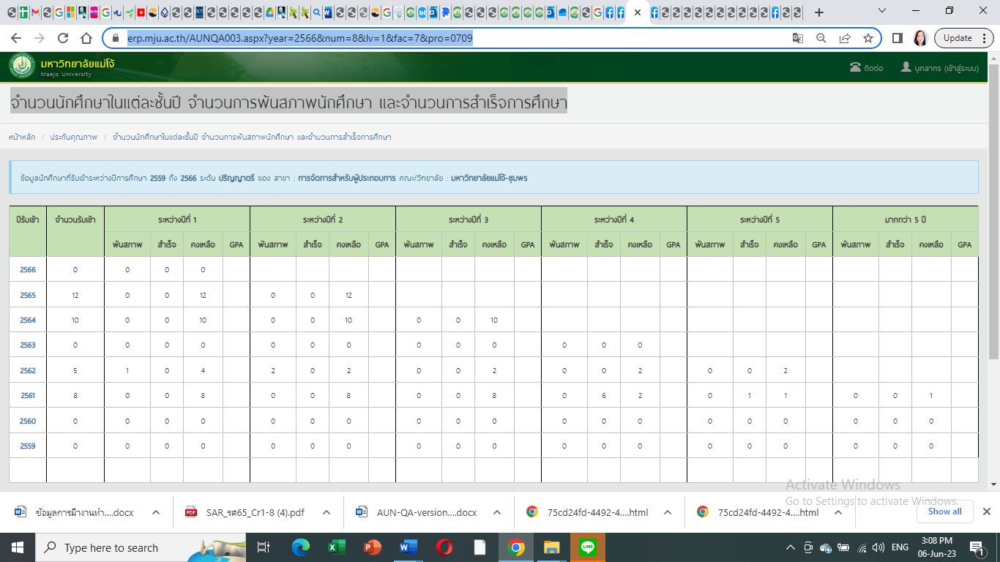 erp.mju.ac.th/AUNQA003.aspx?year=2566&num=8&lv=1&fac=7&pro=0709
Update
มหาวิทยาลัยแม่โจ้
Maejo University
ติดต่อ
บุคลากร (เข้าสู่ระบบ)
จำนวนนักศึกษาในแต่ละชั้นปี จำนวนการพ้นสภาพนักศึกษา และจำนวนการสำเร็จการศึกษา
หน้าหลัก / ประกันคุณภาพ / จำนวนนักศึกษาในแต่ละชั้นปี จำนวนการพ้นสภาพนักศึกษา และจำนวนการสำเร็จการศึกษา
ข้อมูลนักศึกษาที่รับเข้าระหว่างปีการศึกษา 2559 ถึง 2566 ระดับ ปริญญาตรี ของ สาขา : การจัดการสำหรับผู้ประกอบการ คณะ/วิทยาลัย : มหาวิทยาลัยแม่โจ้-ชุมพร
ปีรับเข้า จำนวนรับเข้า ระหว่างปีที่ 1 ระหว่างปีที่ 2 ระหว่างปีที่ 3 ระหว่างปีที่ 4 ระหว่างปีที่ 5 มากกว่า 5 ปี
พ้นสภาพ สำเร็จ คงเหลือ GPA พ้นสภาพ สำเร็จ คงเหลือ GPA พ้นสภาพ สำเร็จ คงเหลือ GPA พ้นสภาพ สำเร็จ คงเหลือ GPA พ้นสภาพ สำเร็จ คงเหลือ GPA พ้นสภาพ สำเร็จ คงเหลือ GPA
2566 0 0 0 0
2565 12 0 0 12 0 0 12
2564 10 0 0 10 0 0 10 0 0 10
2563 0 0 0 0 0 0 0 0 0 0 0 0 0
2562 5 1 0 4 2 0 2 0 0 2 0 0 2 0 0 2
2561 8 0 0 8 0 0 8 0 0 8 0 6 2 0 1 1 0 0 1
2560 0 0 0 0 0 0 0 0 0 0 0 0 0 0 0 0 0 0 0
2559 0 0 0 0 0 0 0 0 0 0 0 0 0 0 0 0 0 0 0
Activate Windows
Go to Settings to activate Windows.
ข้อมูลการมีงานทำ....docx
SAR_รศ65_Cr1-8 (4).pdf
AUN-QA-version....docx
75cd24fd-4492-4....html
75cd24fd-4492-4....html
Show all
Type here to search
ENG
3:08 PM
06-Jun-23
1